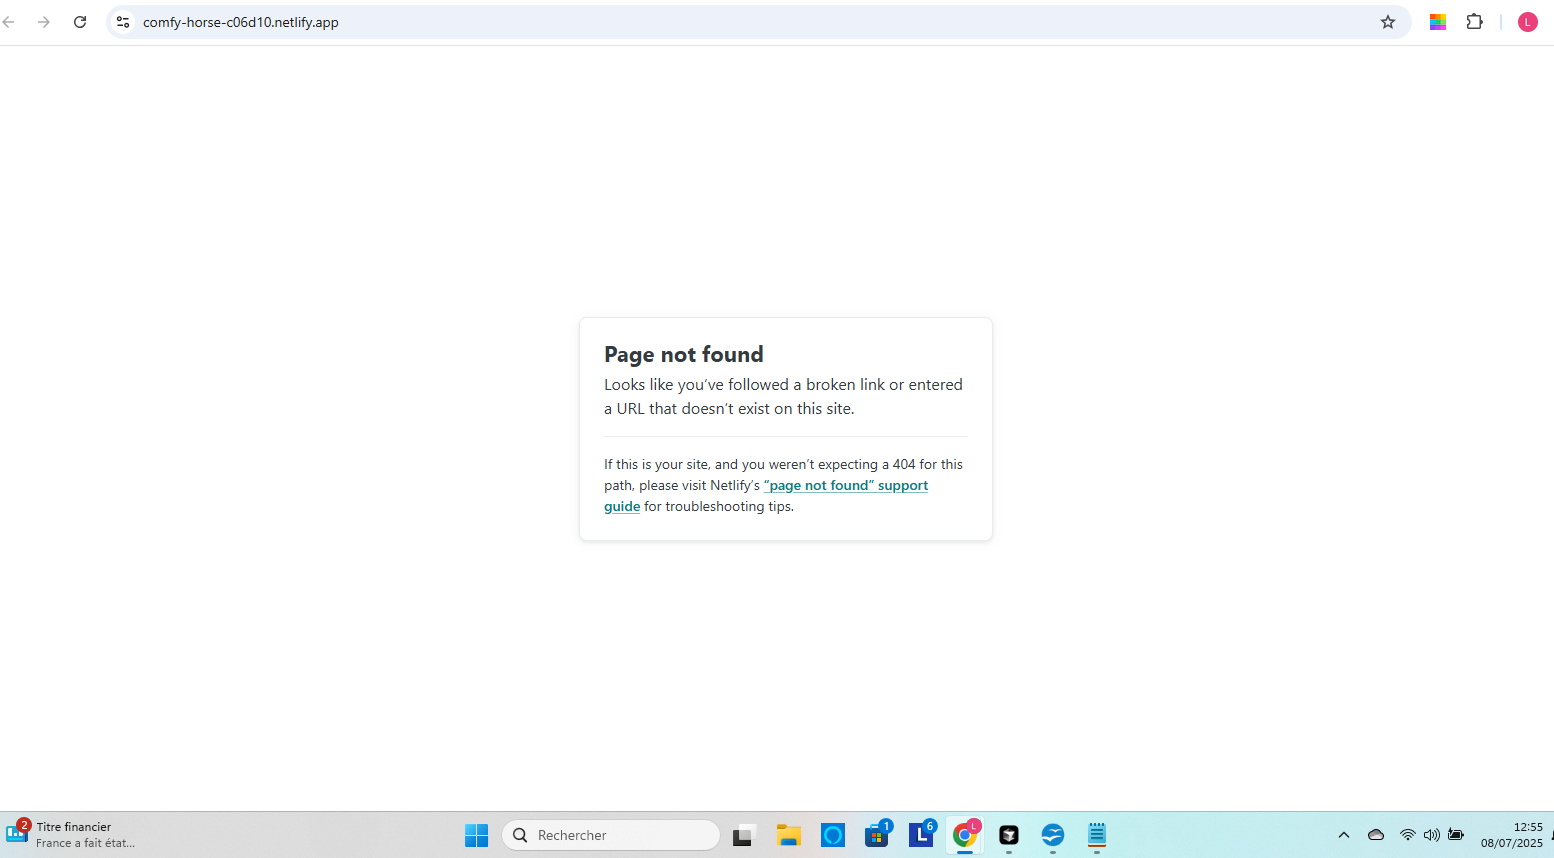 comfy-horse-c06d10.netlify.app
L
Page not found
Looks like you've followed a broken link or entered
a URL that doesn't exist on this site.
If this is your site, and you weren't expecting a 404 for this
path, please visit Netlify's "page not found" support
guide for troubleshooting tips.
2
Titre financier
France a fait état...
Rechercher
1
L
6
L
12:55
08/07/2025